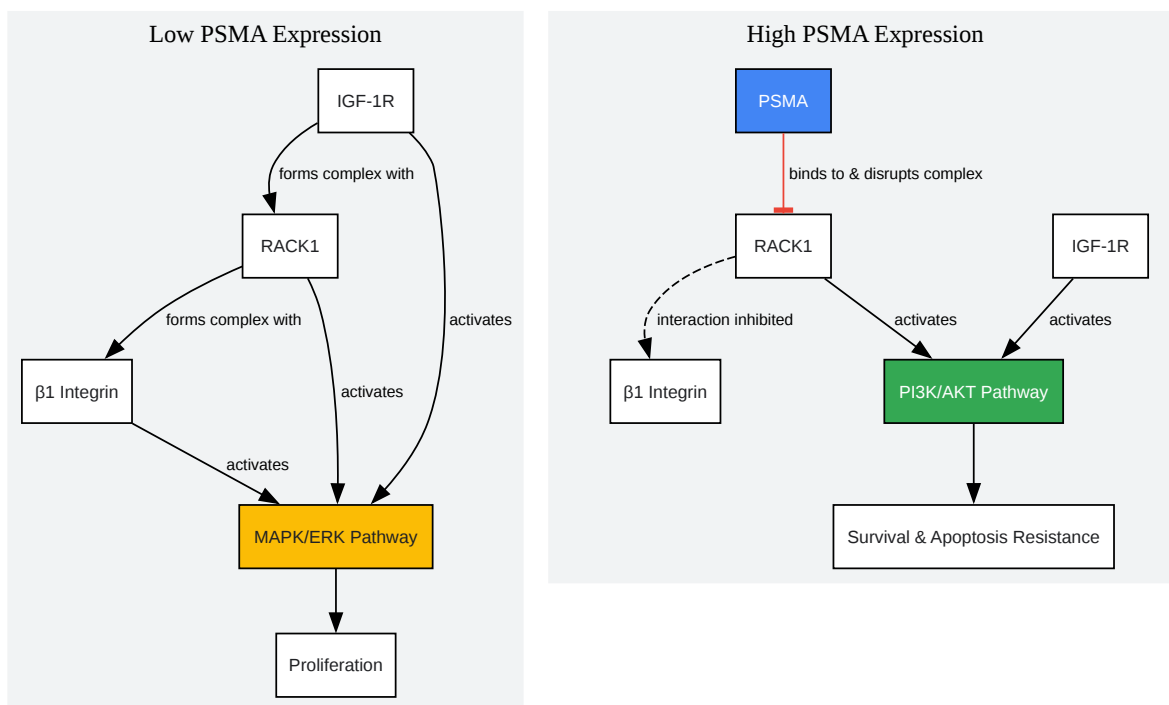 Low PSMA Expression
IGF-1R
forms complex with
RACK1
forms complex with
activates
β1 Integrin
activates
activates
MAPK/ERK Pathway
Proliferation
High PSMA Expression
PSMA
binds to & disrupts complex
RACK1
IGF-1R
interaction inhibited
activates
activates
β1 Integrin
PI3K/AKT Pathway
Survival & Apoptosis Resistance